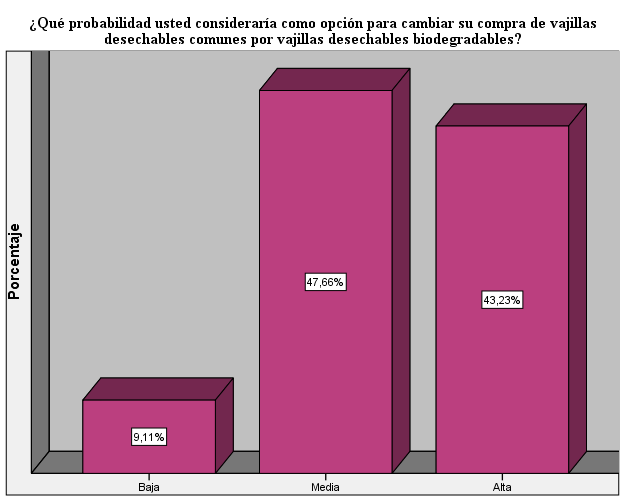 ¿Qué probabilidad usted consideraría como opción para cambiar su compra de vajillas
desechables comunes por vajillas desechables biodegradables?
Porcentaje
47,66%
43,23%
9,11%
Baja
Media
Alta